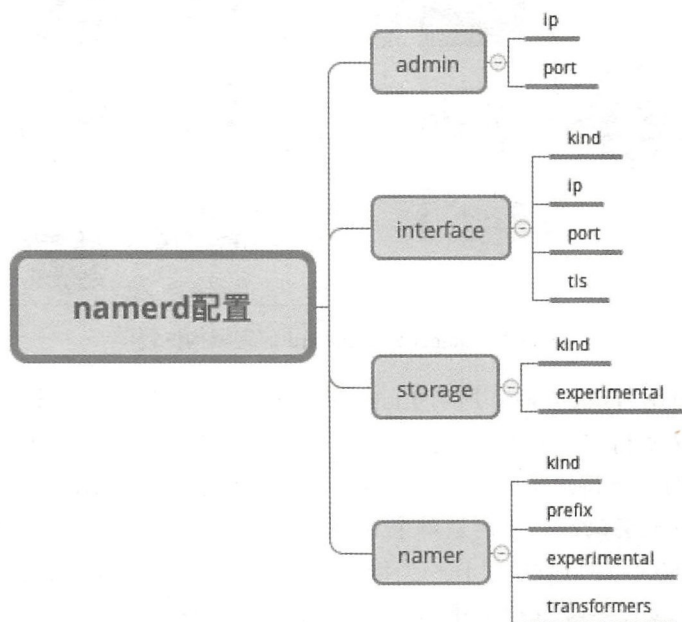 namerd配置
admin
ip
port
interface
kind
ip
port
tls
storage
kind
experimental
namer
kind
prefix
experimental
transformers